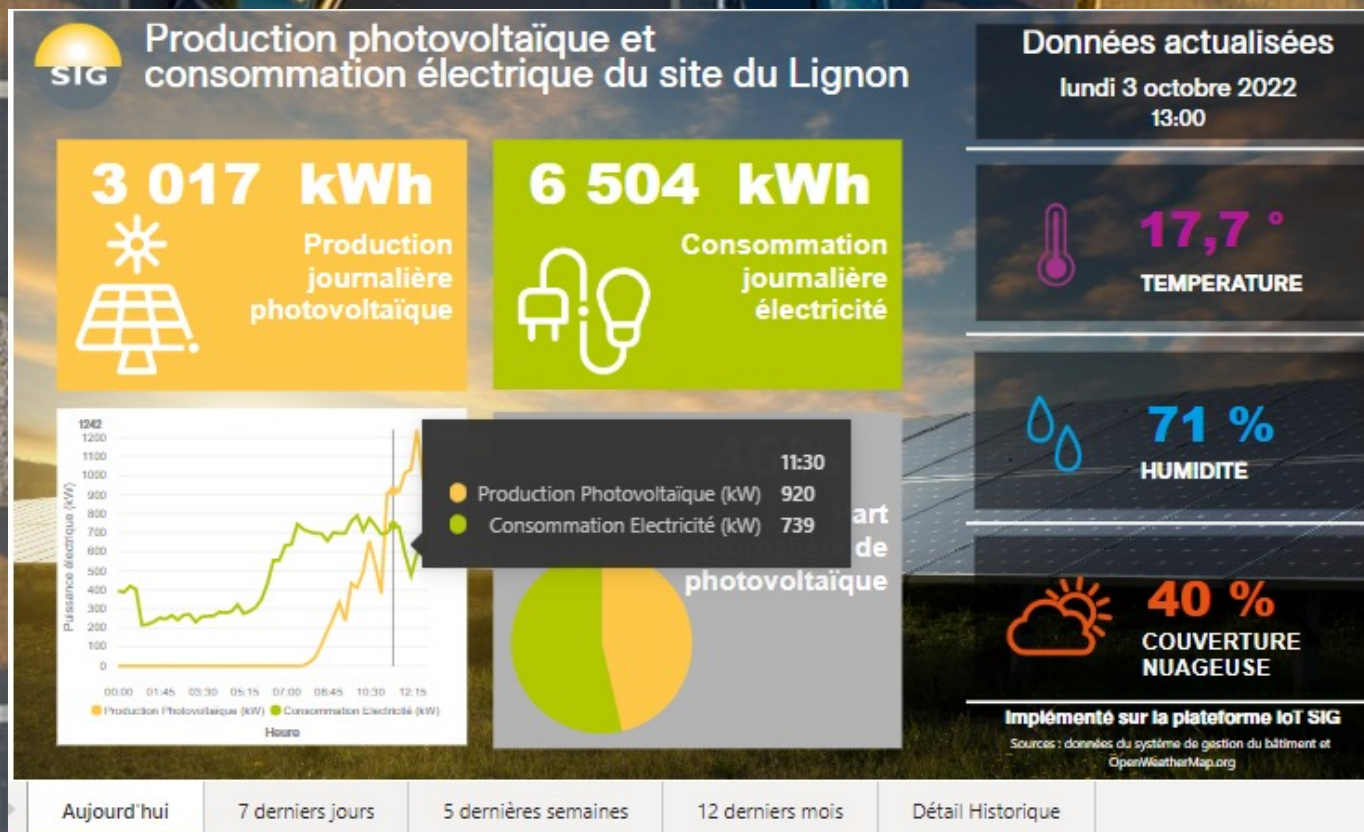 SIG
Production photovoltaïque et
consommation électrique du site du Lignon
Données actualisées
lundi 3 octobre 2022
13:00
3 017 kWh
Production
journalière
photovoltaïque
6 504 kWh
Consommation
journalière
électricité
17,7 °
TEMPERATURE
71 %
HUMIDITE
40 %
COUVERTURE
NUAGEUSE
1242
1200
1100
1000
900
800
700
600
500
400
300
200
100
0
Puissance électrique (kW)
00:00 01:45 03:30 05:15 07:00 08:45 10:30 12:15
Production Photovoltaïque (kW) Consommation Electricité (kW)
Heure
11:30
Production Photovoltaïque (kW) 920
Consommation Electricité (kW) 739
art
de
photovoltaïque
Implémenté sur la plateforme IoT SIG
Sources : données du système de gestion du bâtiment et
OpenWeatherMap.org
Aujourd'hui 7 derniers jours 5 dernières semaines 12 derniers mois Détail Historique